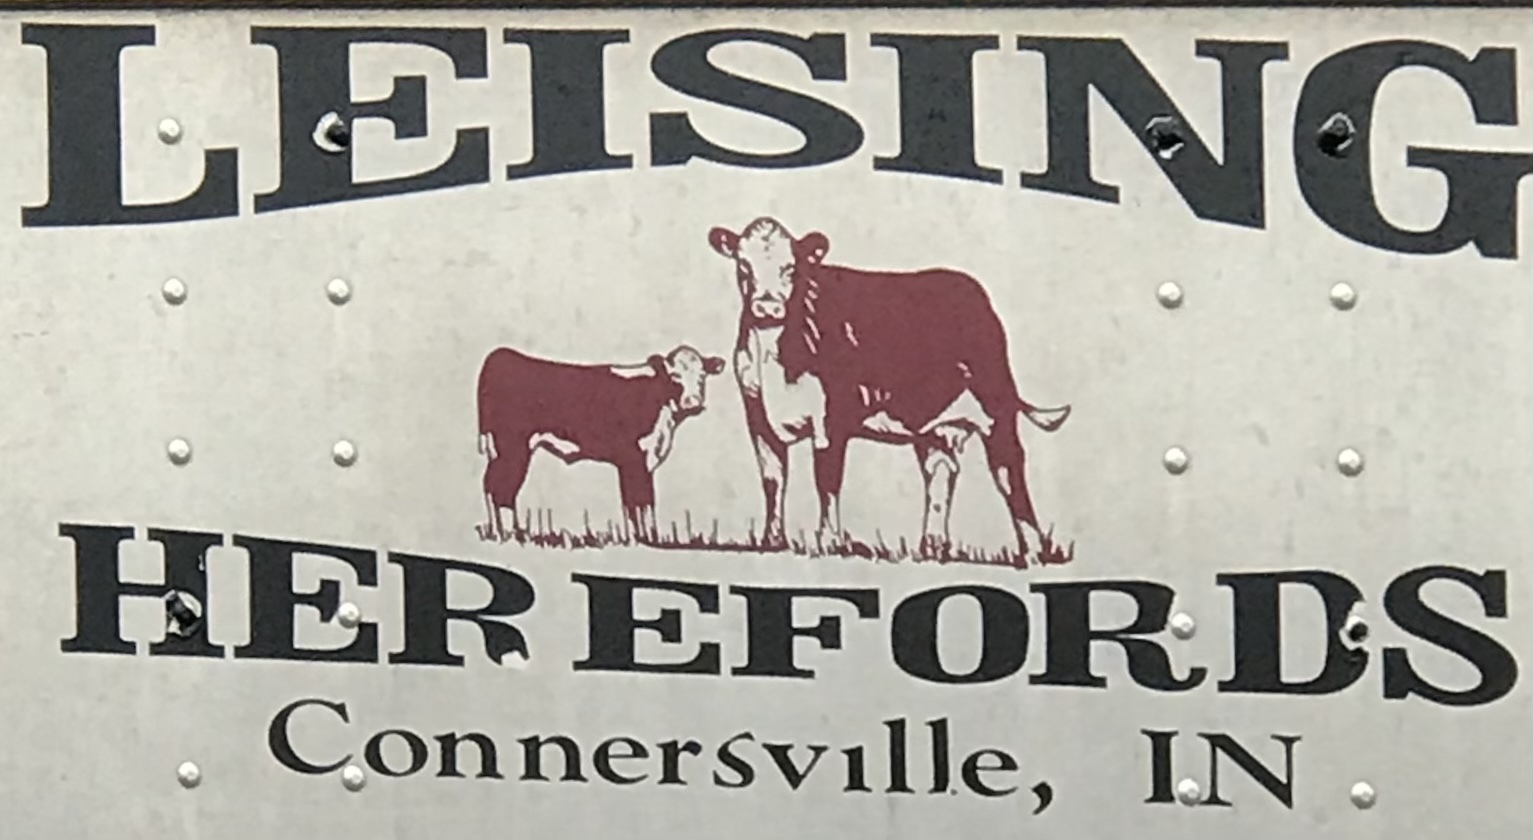 LEISING
HEREFORDS
Connersville, IN